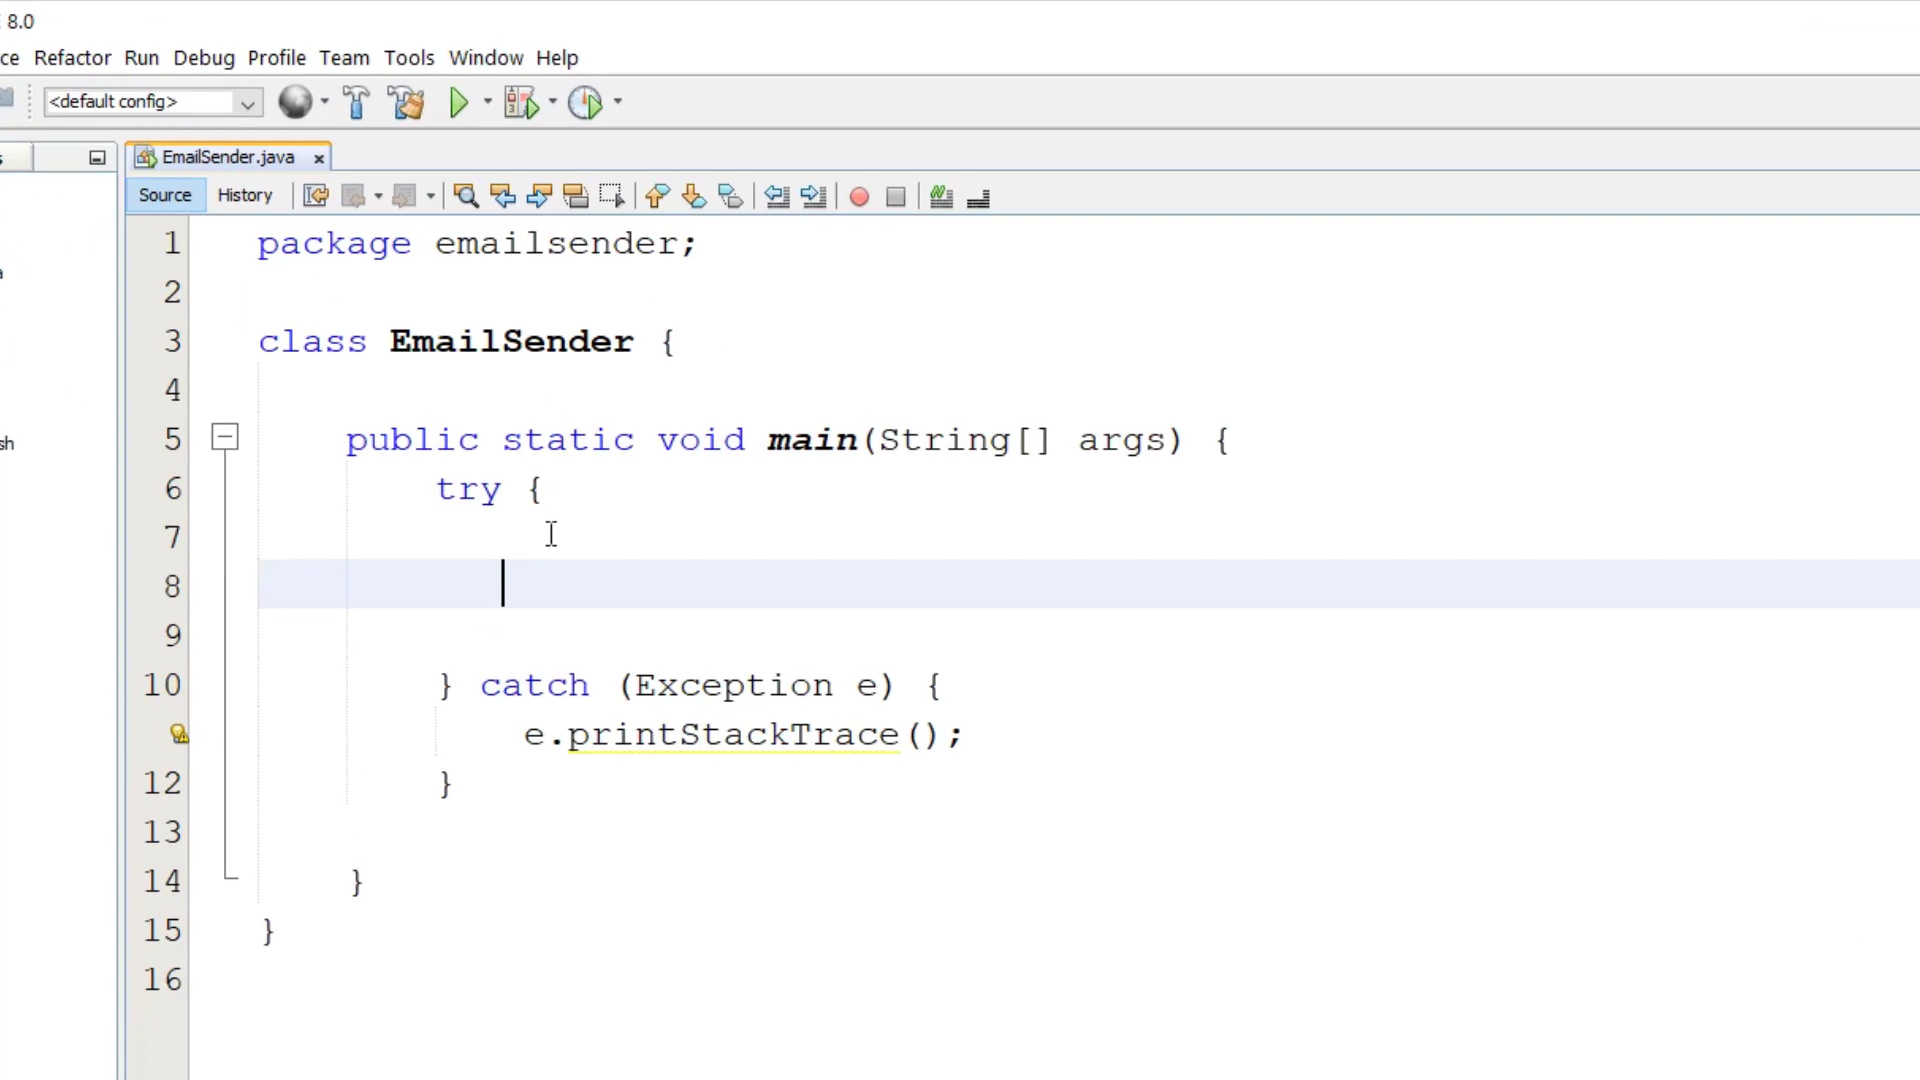 8.0
ce Refactor Run Debug Profile Team Tools Window Help
<default config>
s
EmailSender.java x
Source History
a
sh
1 package emailsender;
2
3 class EmailSender {
4
5 public static void main(String[] args) {
6 try {
7
8
9
10 } catch (Exception e) {
e.printStackTrace();
12 }
13
14 }
15 }
16